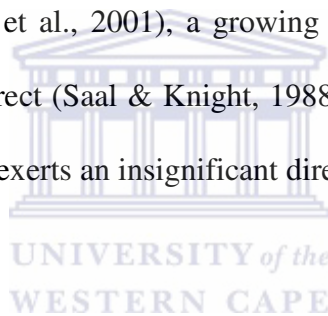 et al., 2001), a growing
rect (Saal & Knight, 1988
exerts an insignificant dire
UNIVERSITY of the
WESTERN CAPE